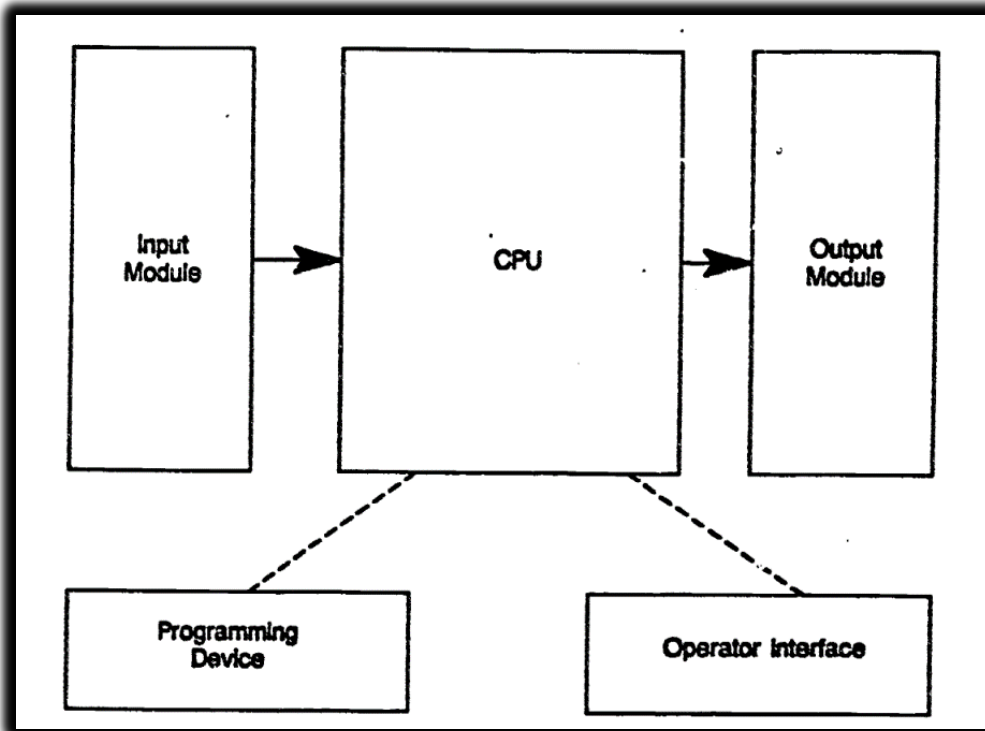 Input
Module
CPU
Output
Module
Programming
Device
Operator Interface